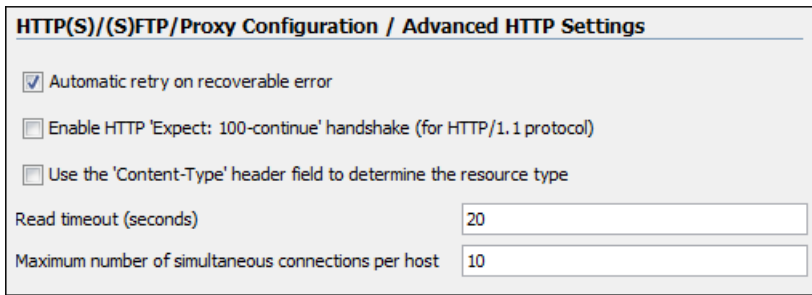 HTTP(S)/(S)FTP/Proxy Configuration / Advanced HTTP Settings
Automatic retry on recoverable error
Enable HTTP 'Expect: 100-continue' handshake (for HTTP/1.1 protocol)
Use the 'Content-Type' header field to determine the resource type
Read timeout (seconds) 20
Maximum number of simultaneous connections per host 10